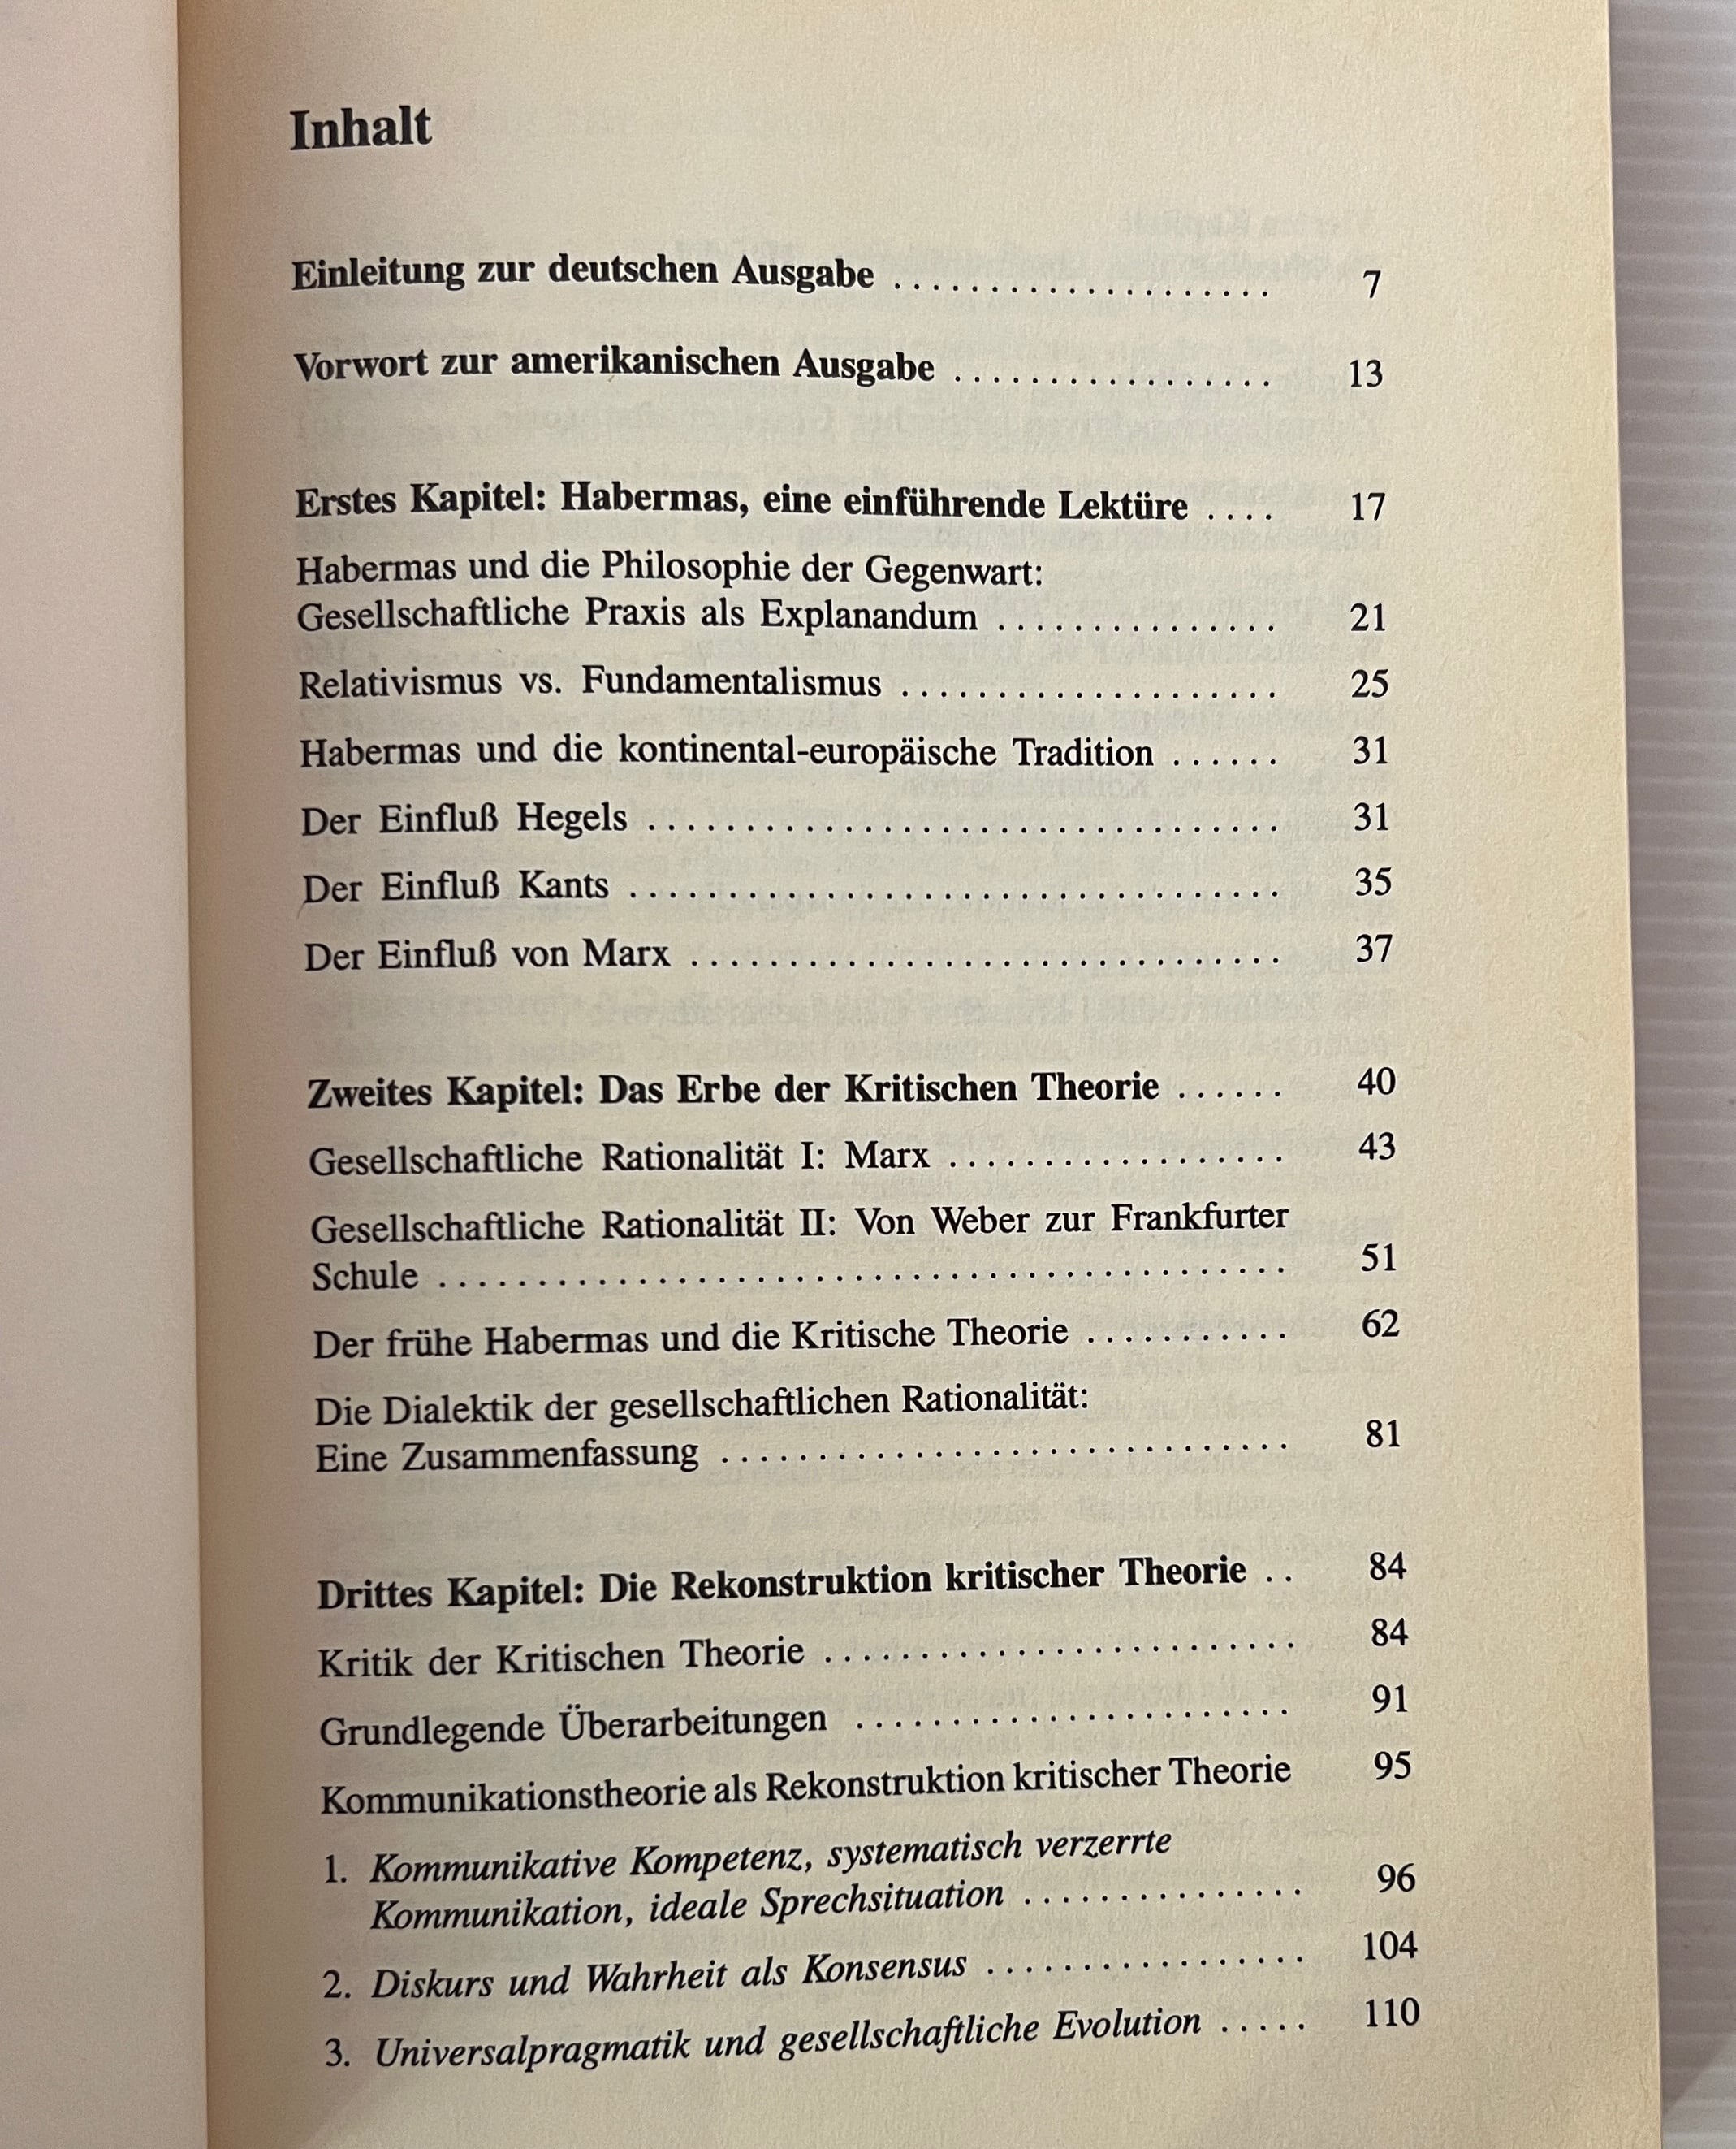 Inhalt
Einleitung zur deutschen Ausgabe .................... 7
Vorwort zur amerikanischen Ausgabe ................. 13
Erstes Kapitel: Habermas, eine einführende Lektüre .... 17
Habermas und die Philosophie der Gegenwart:
Gesellschaftliche Praxis als Explanandum ............... 21
Relativismus vs. Fundamentalismus .................... 25
Habermas und die kontinental-europäische Tradition ...... 31
Der Einfluß Hegels ................................. 31
Der Einfluß Kants .................................. 35
Der Einfluß von Marx ............................... 37
Zweites Kapitel: Das Erbe der Kritischen Theorie ...... 40
Gesellschaftliche Rationalität I: Marx .................. 43
Gesellschaftliche Rationalität II: Von Weber zur Frankfurter
Schule ............................................ 51
Der frühe Habermas und die Kritische Theorie ........... 62
Die Dialektik der gesellschaftlichen Rationalität:
Eine Zusammenfassung .............................. 81
Drittes Kapitel: Die Rekonstruktion kritischer Theorie .. 84
Kritik der Kritischen Theorie ......................... 84
Grundlegende Überarbeitungen ....................... 91
Kommunikationstheorie als Rekonstruktion kritischer Theorie 95
1. Kommunikative Kompetenz, systematisch verzerrte
Kommunikation, ideale Sprechsituation ............... 96
2. Diskurs und Wahrheit als Konsensus ................. 104
3. Universalpragmatik und gesellschaftliche Evolution ..... 110